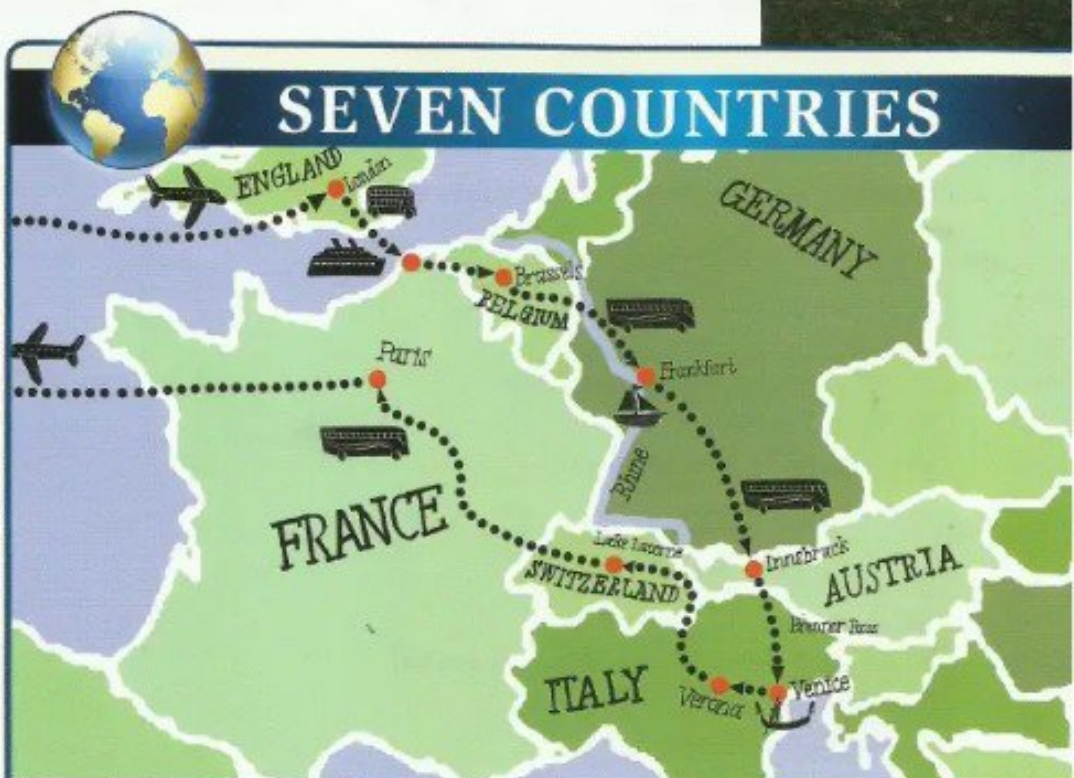 SEVEN COUNTRIES
ENGLAND
London
GERMANY
Brussels
BELGIUM
Paris
Frankfurt
Rhine
FRANCE
Lake Lucerne
SWITZERLAND
Innsbruck
AUSTRIA
Brenner Pass
ITALY
Verona
Venice